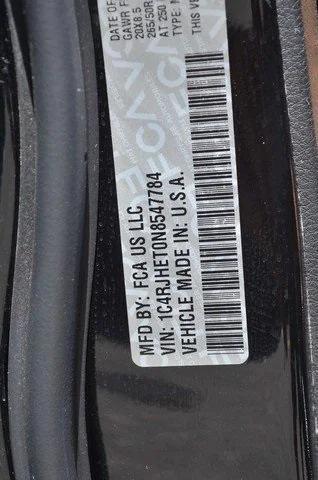 DATE OF
GAWR F
20X8.5
265/50R
AT 250
TYPE:
THIS VE
MFD BY: FCA US LLC
VIN: 1C4RJHET0N8547784
VEHICLE MADE IN: U.S.A.